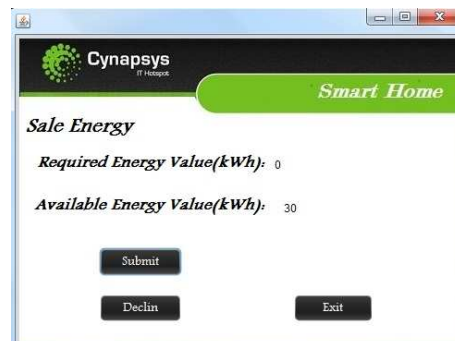 Cynapsys
IT Hotspot
Smart Home
Sale Energy
Required Energy Value(kWh): 0
Available Energy Value(kWh): 30
Submit
Declin
Exit